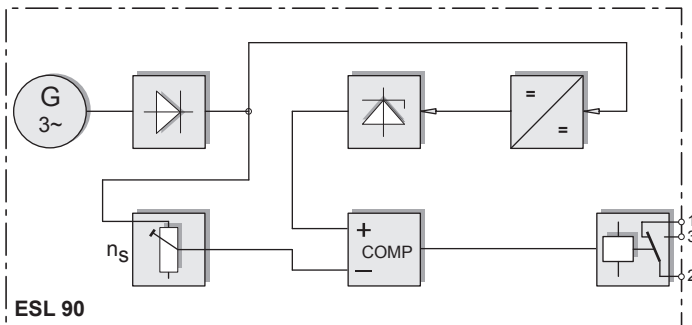 G
3~
=
=
1
3
2
+
COMP
−
nS
ESL 90